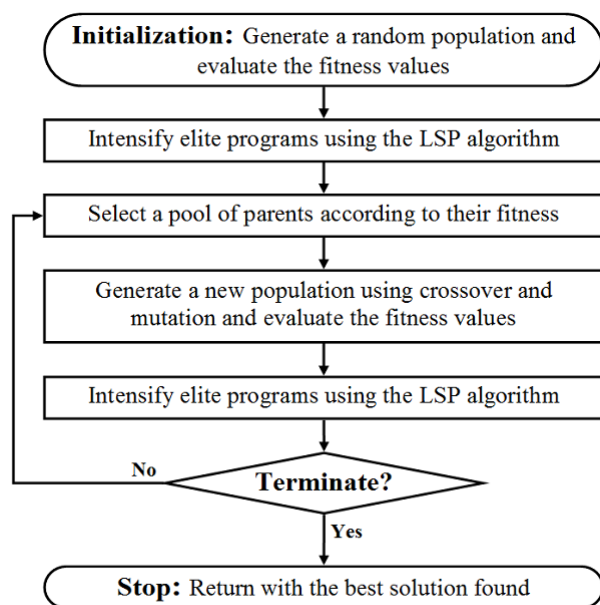 Initialization: Generate a random population and
evaluate the fitness values
Intensify elite programs using the LSP algorithm
Select a pool of parents according to their fitness
Generate a new population using crossover and
mutation and evaluate the fitness values
Intensify elite programs using the LSP algorithm
No
Terminate?
Yes
Stop: Return with the best solution found